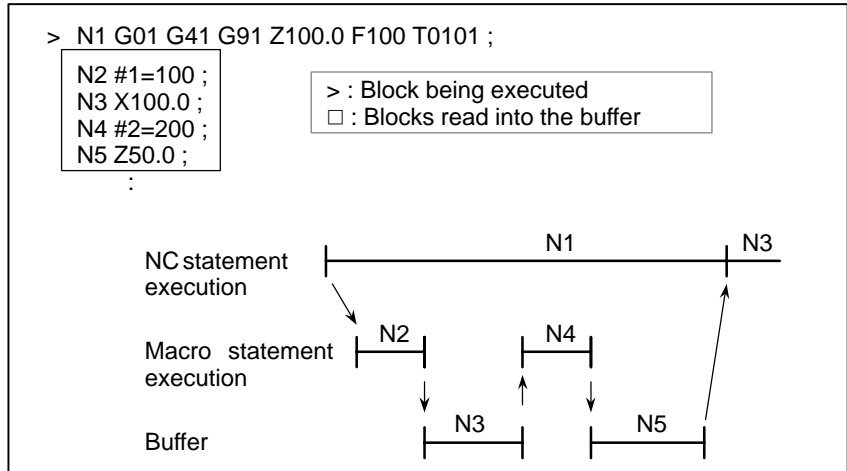 > N1 G01 G41 G91 Z100.0 F100 T0101 ;
N2 #1=100 ;
N3 X100.0 ;
N4 #2=200 ;
N5 Z50.0 ;
:
> : Block being executed
□ : Blocks read into the buffer
N1 N3
NC statement
execution
N2 N4
Macro statement
execution
N3 N5
Buffer